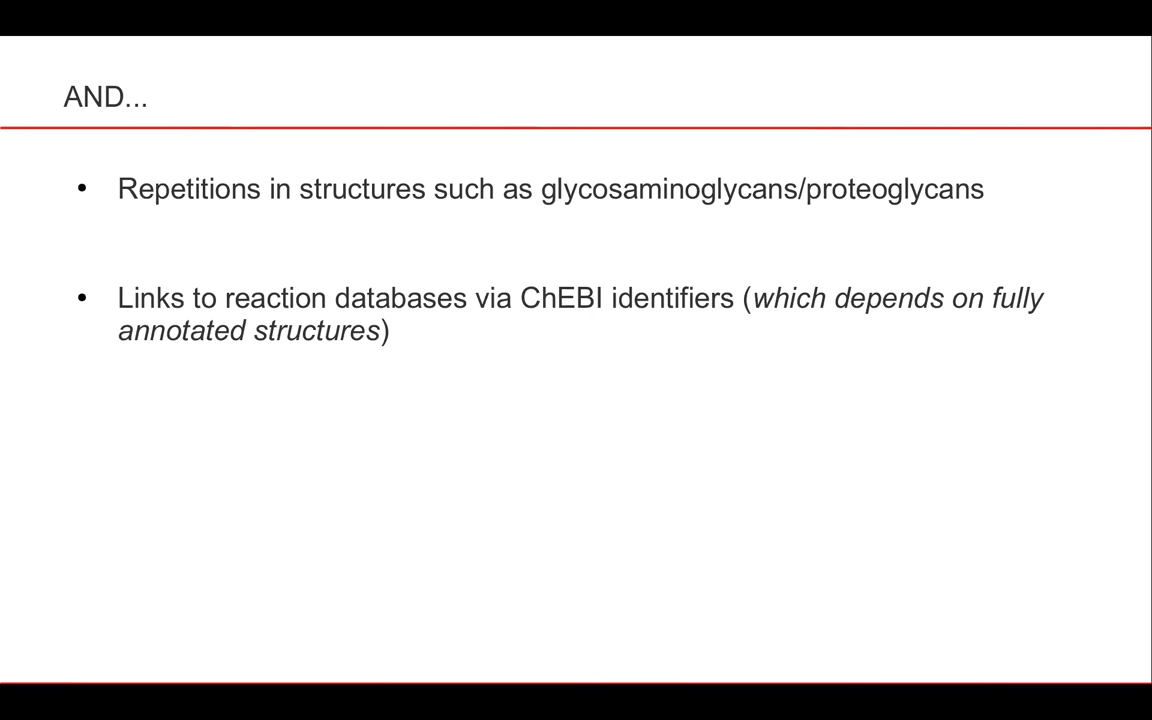 AND...
• Repetitions in structures such as glycosaminoglycans/proteoglycans
• Links to reaction databases via ChEBI identifiers (which depends on fully
annotated structures)